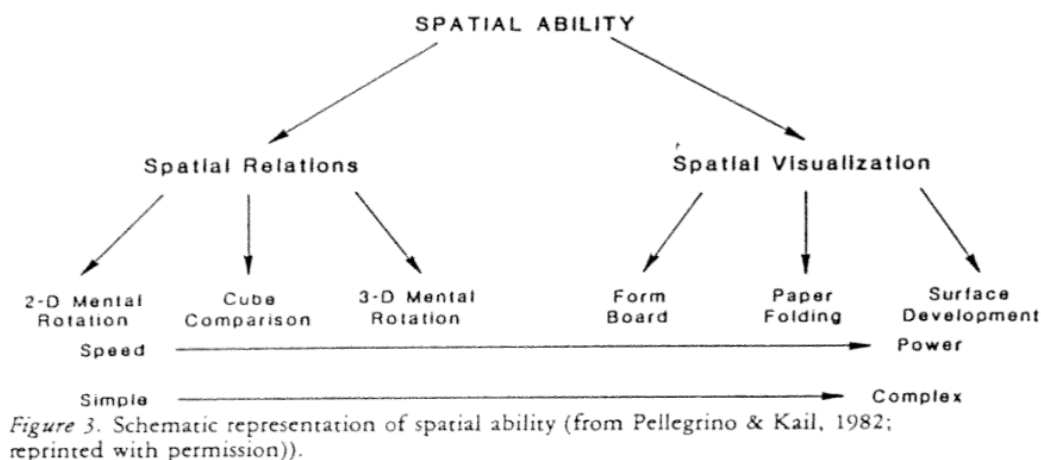 SPATIAL ABILITY
Spatial Relations
Spatial Visualization
2-D Mental
Rotation
Cube
Comparison
3-D Mental
Rotation
Form
Board
Paper
Folding
Surface
Development
Speed
Power
Simple
Complex
Figure 3. Schematic representation of spatial ability (from Pellegrino & Kail, 1982;
reprinted with permission)).